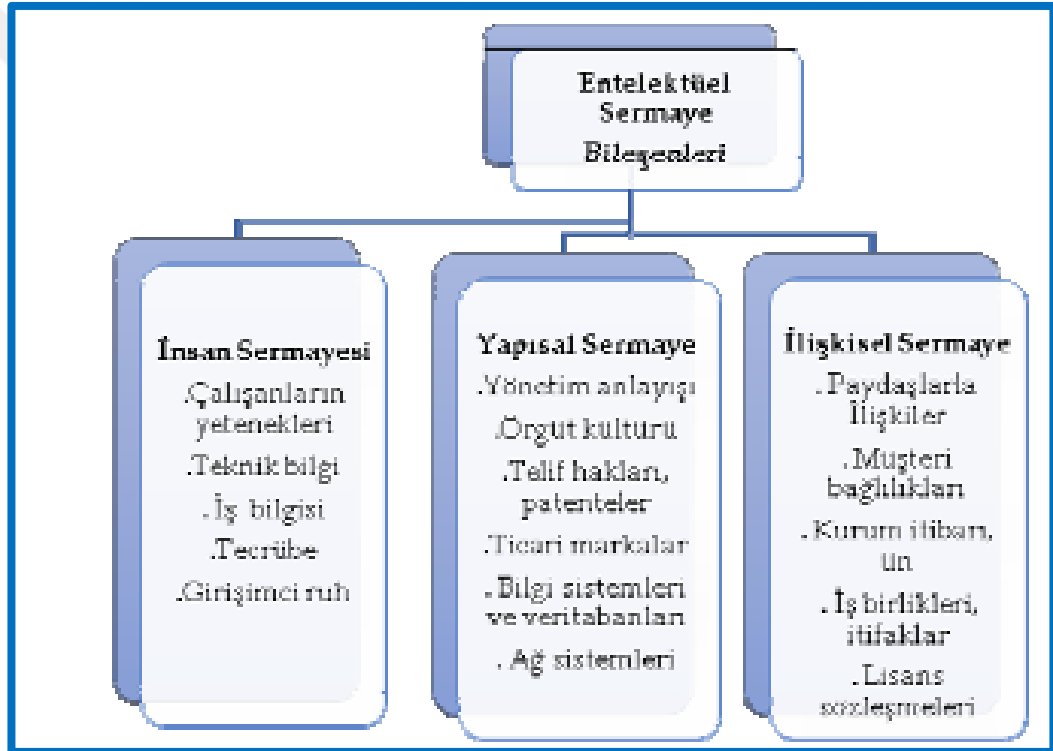 Entelektüel
Sermaye
Bileşenleri
İnsan Sermayesi
.Çalışanların
yetenekleri
.Teknik bilgi
. İş bilgisi
.Tecrübe
.Girişimci ruh
Yapısal Sermaye
.Yönetim anlayışı
.Örgüt kültürü
.Telif hakları,
patenteler
.Ticari markalar
. Bilgi sistemleri
ve veritabanları
. Ağ sistemleri
İlişkisel Sermaye
. Paydaşlarla
İlişkiler
. Müşteri
bağlılıkları
. Kurum itibarı,
ün
. İş birlikleri,
itifaklar
. Lisans
sözleşmeleri